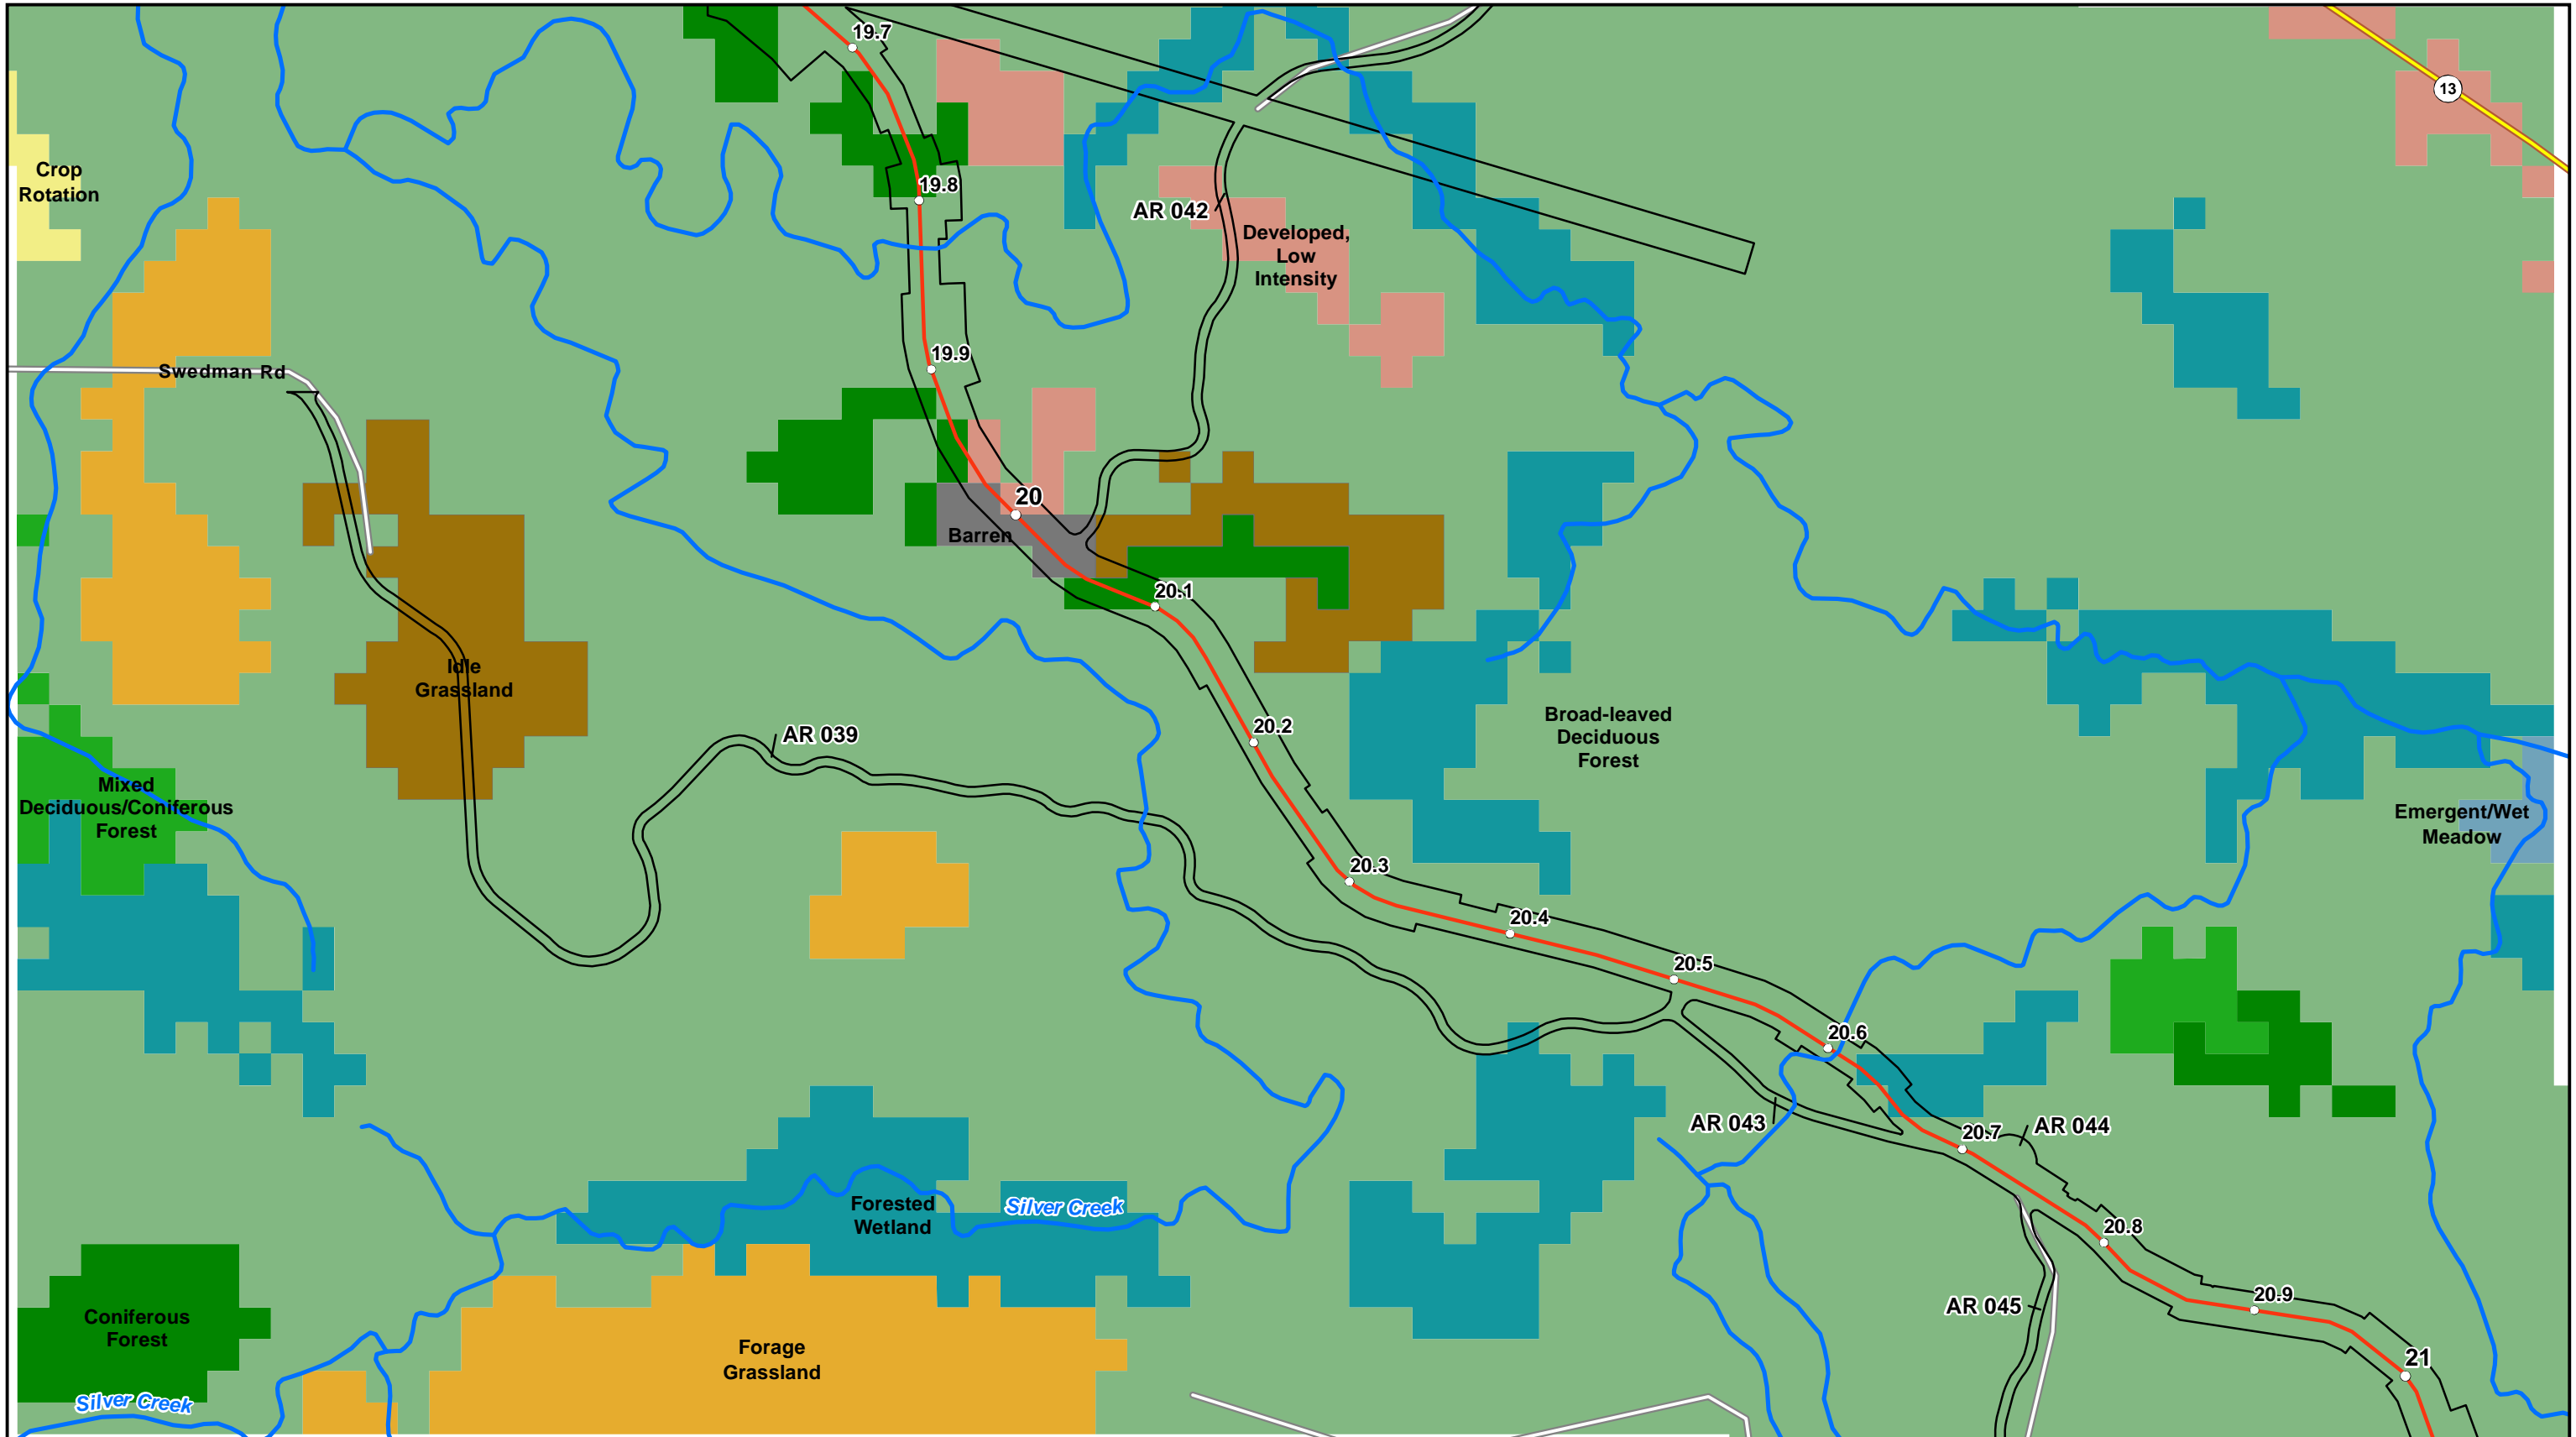 19.7
13
Crop
Rotation
19.8
AR 042
Developed,
Low
Intensity
19.9
Swedman Rd
20
Barren
20.1
Idle
Grassland
20.2
Broad-leaved
Deciduous
Forest
AR 039
Mixed
Deciduous/Coniferous
Forest
Emergent/Wet
Meadow
20.3
20.4
20.5
20.6
AR 043
20.7
AR 044
Forested
Wetland
Silver Creek
20.8
20.9
AR 045
Coniferous
Forest
Forage
Grassland
21
Silver Creek